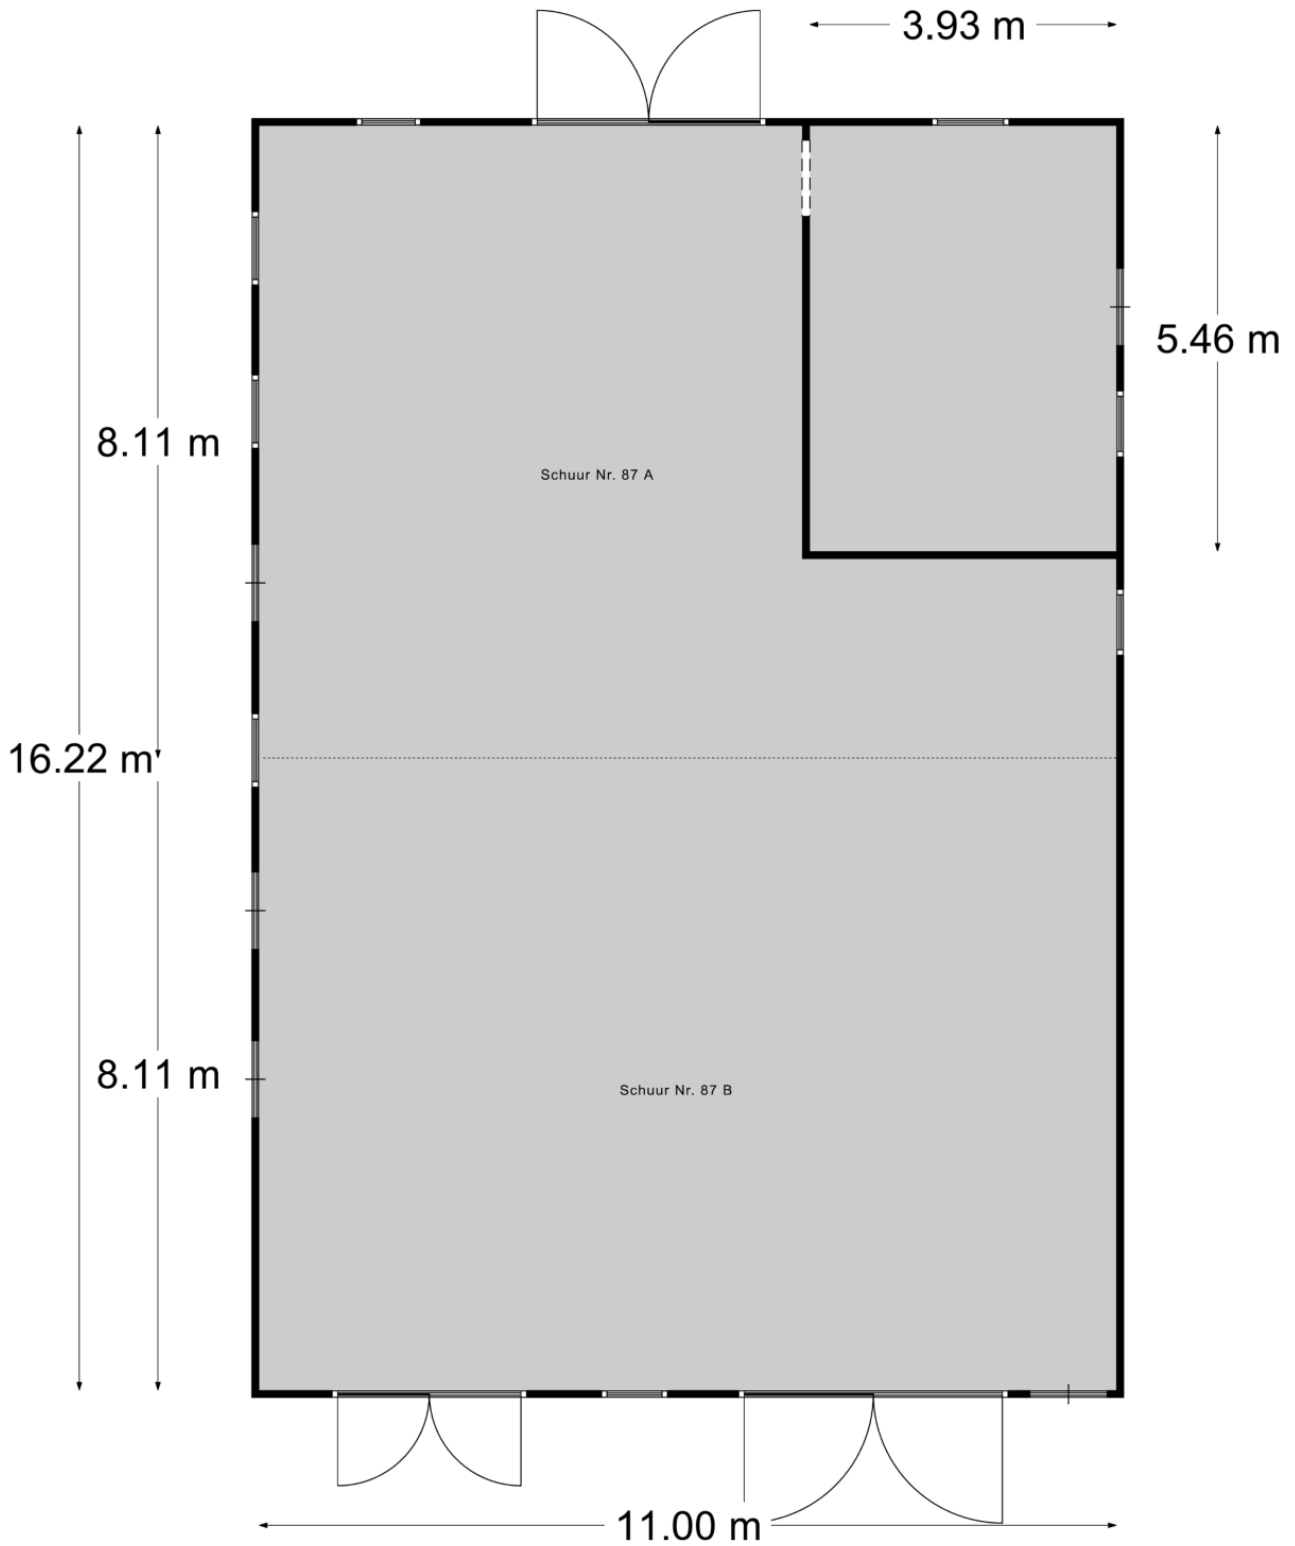 3.93 m
5.46 m
8.11 m
Schuur Nr. 87 A
16.22 m
8.11 m
Schuur Nr. 87 B
11.00 m